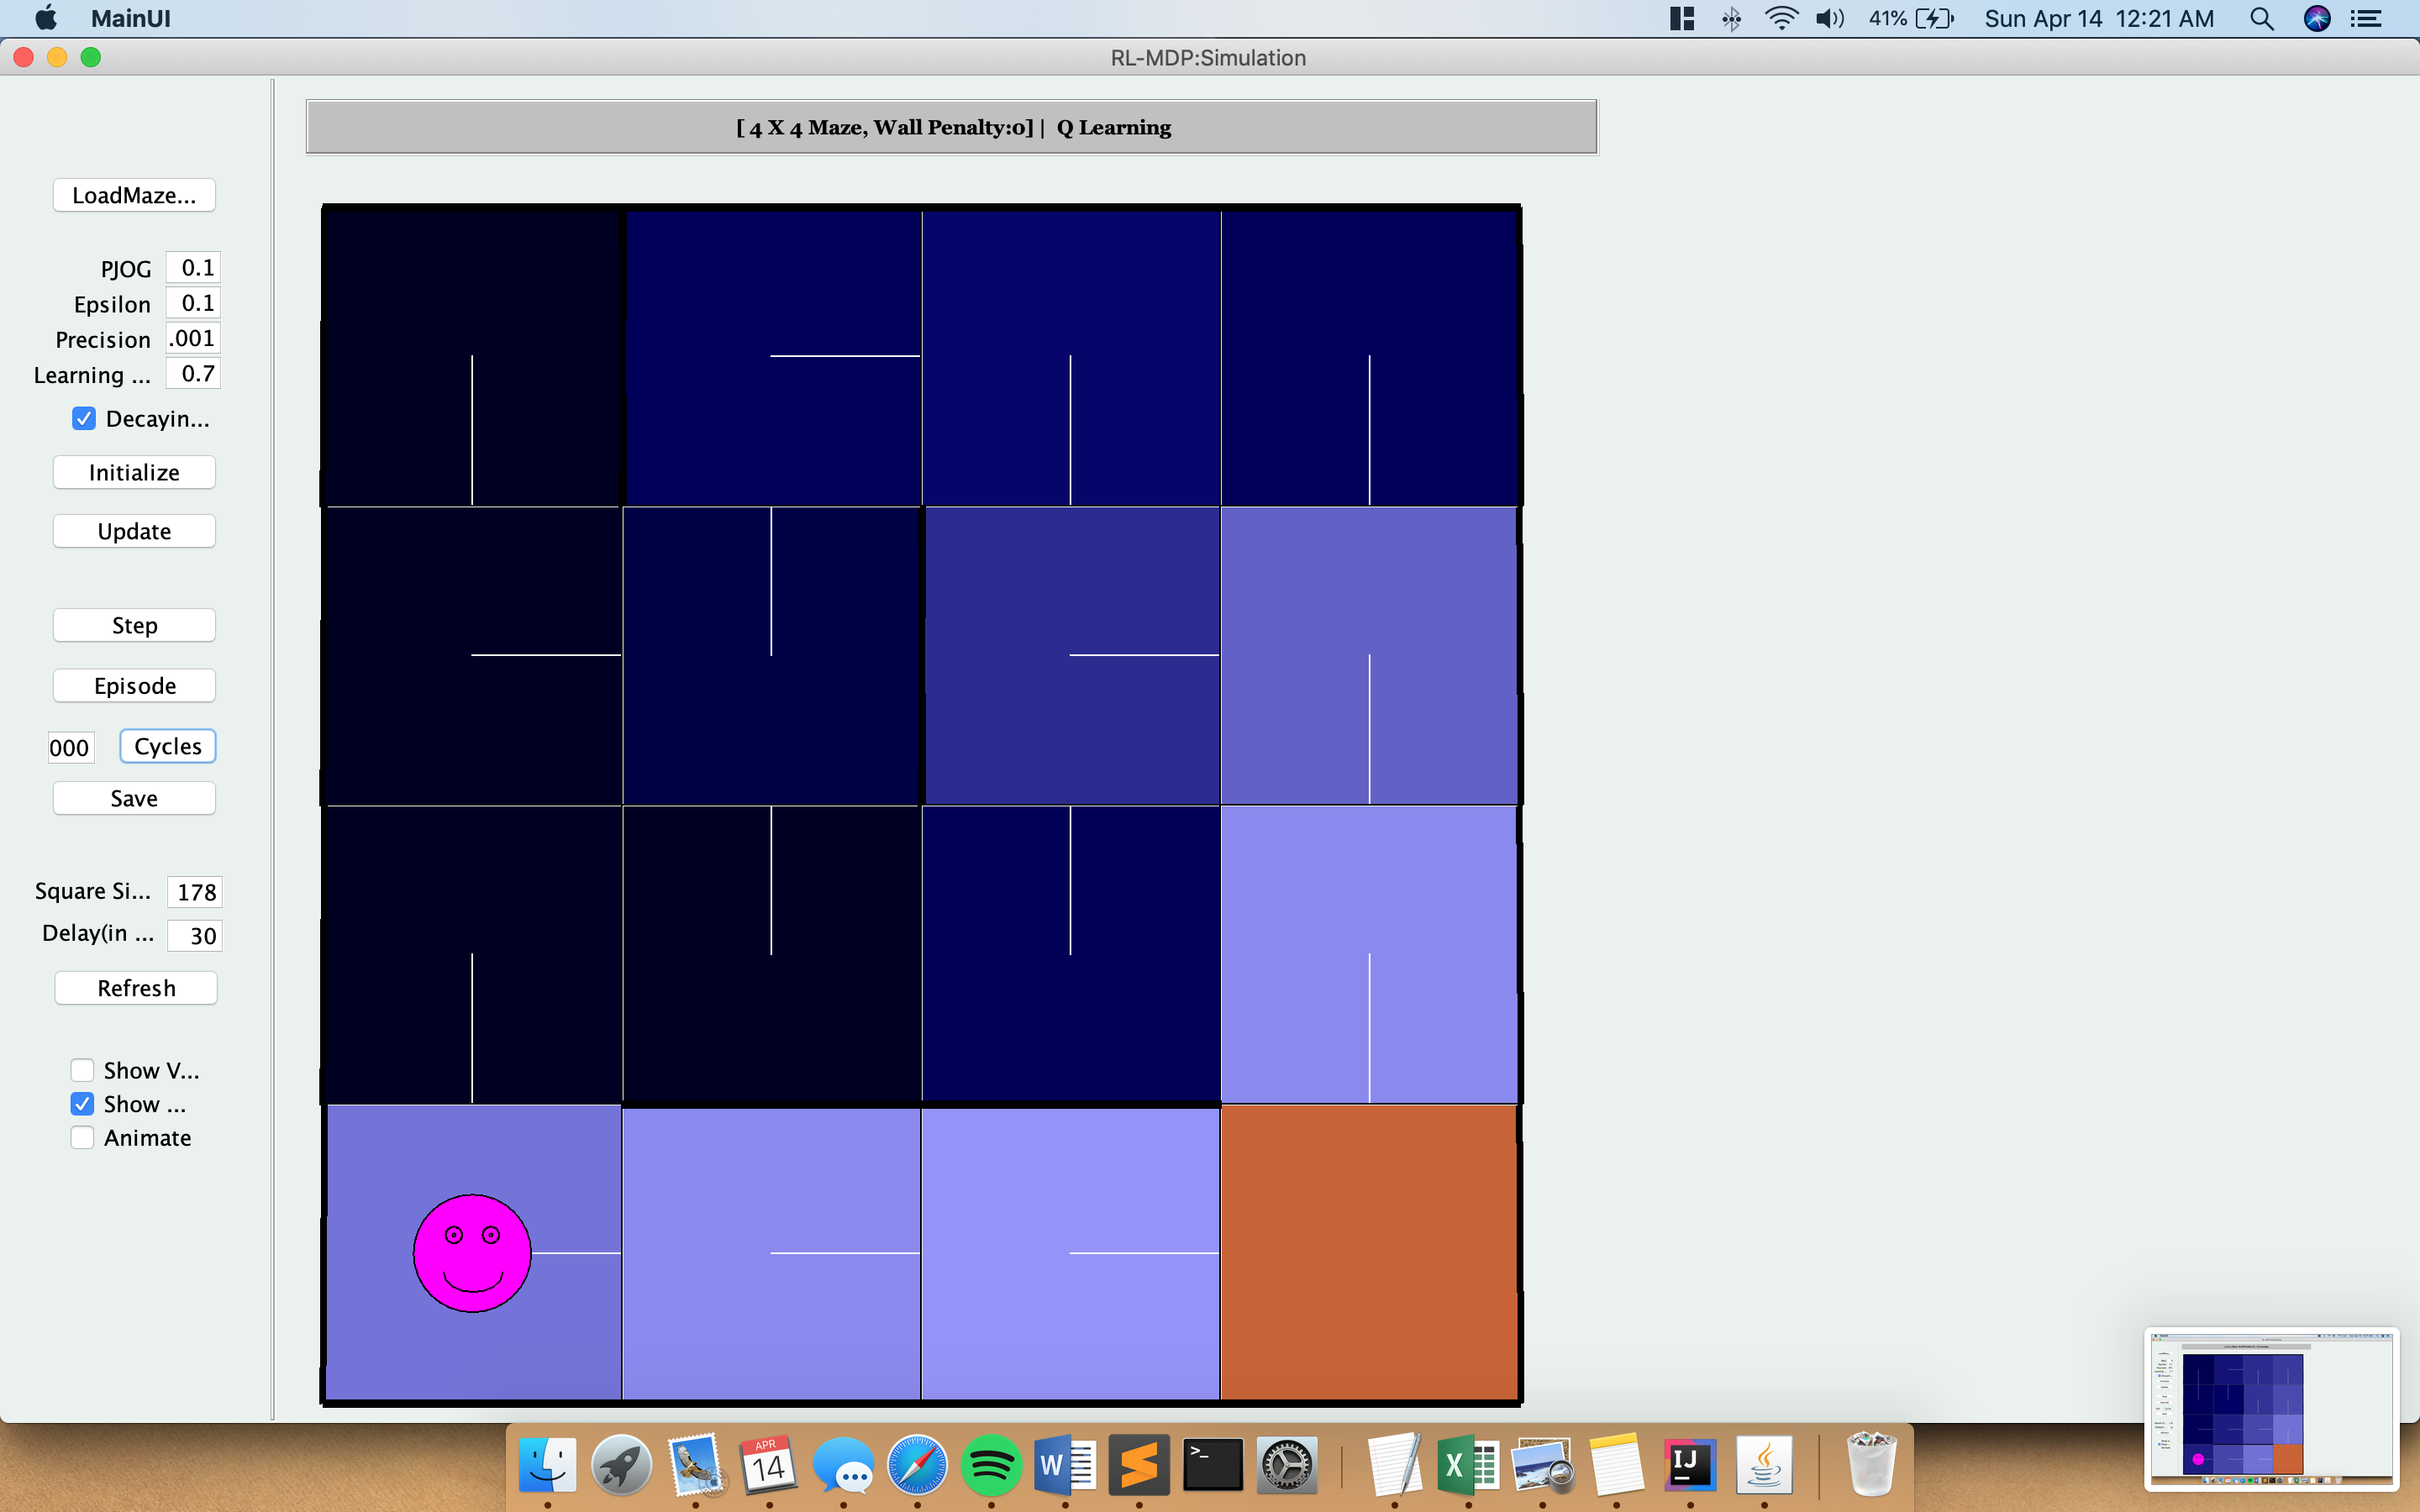 MainUI
41%
Sun Apr 14 12:21 AM
RL-MDP:Simulation
[ 4 X 4 Maze, Wall Penalty:0] | Q Learning
LoadMaze...
PJOG 0.1
Epsilon 0.1
Precision .001
Learning ... 0.7
Decayin...
Initialize
Update
Step
Episode
000 Cycles
Save
Square Si... 178
Delay(in ... 30
Refresh
Show V...
Show ...
Animate
APR
14
W
>_
X
IJ